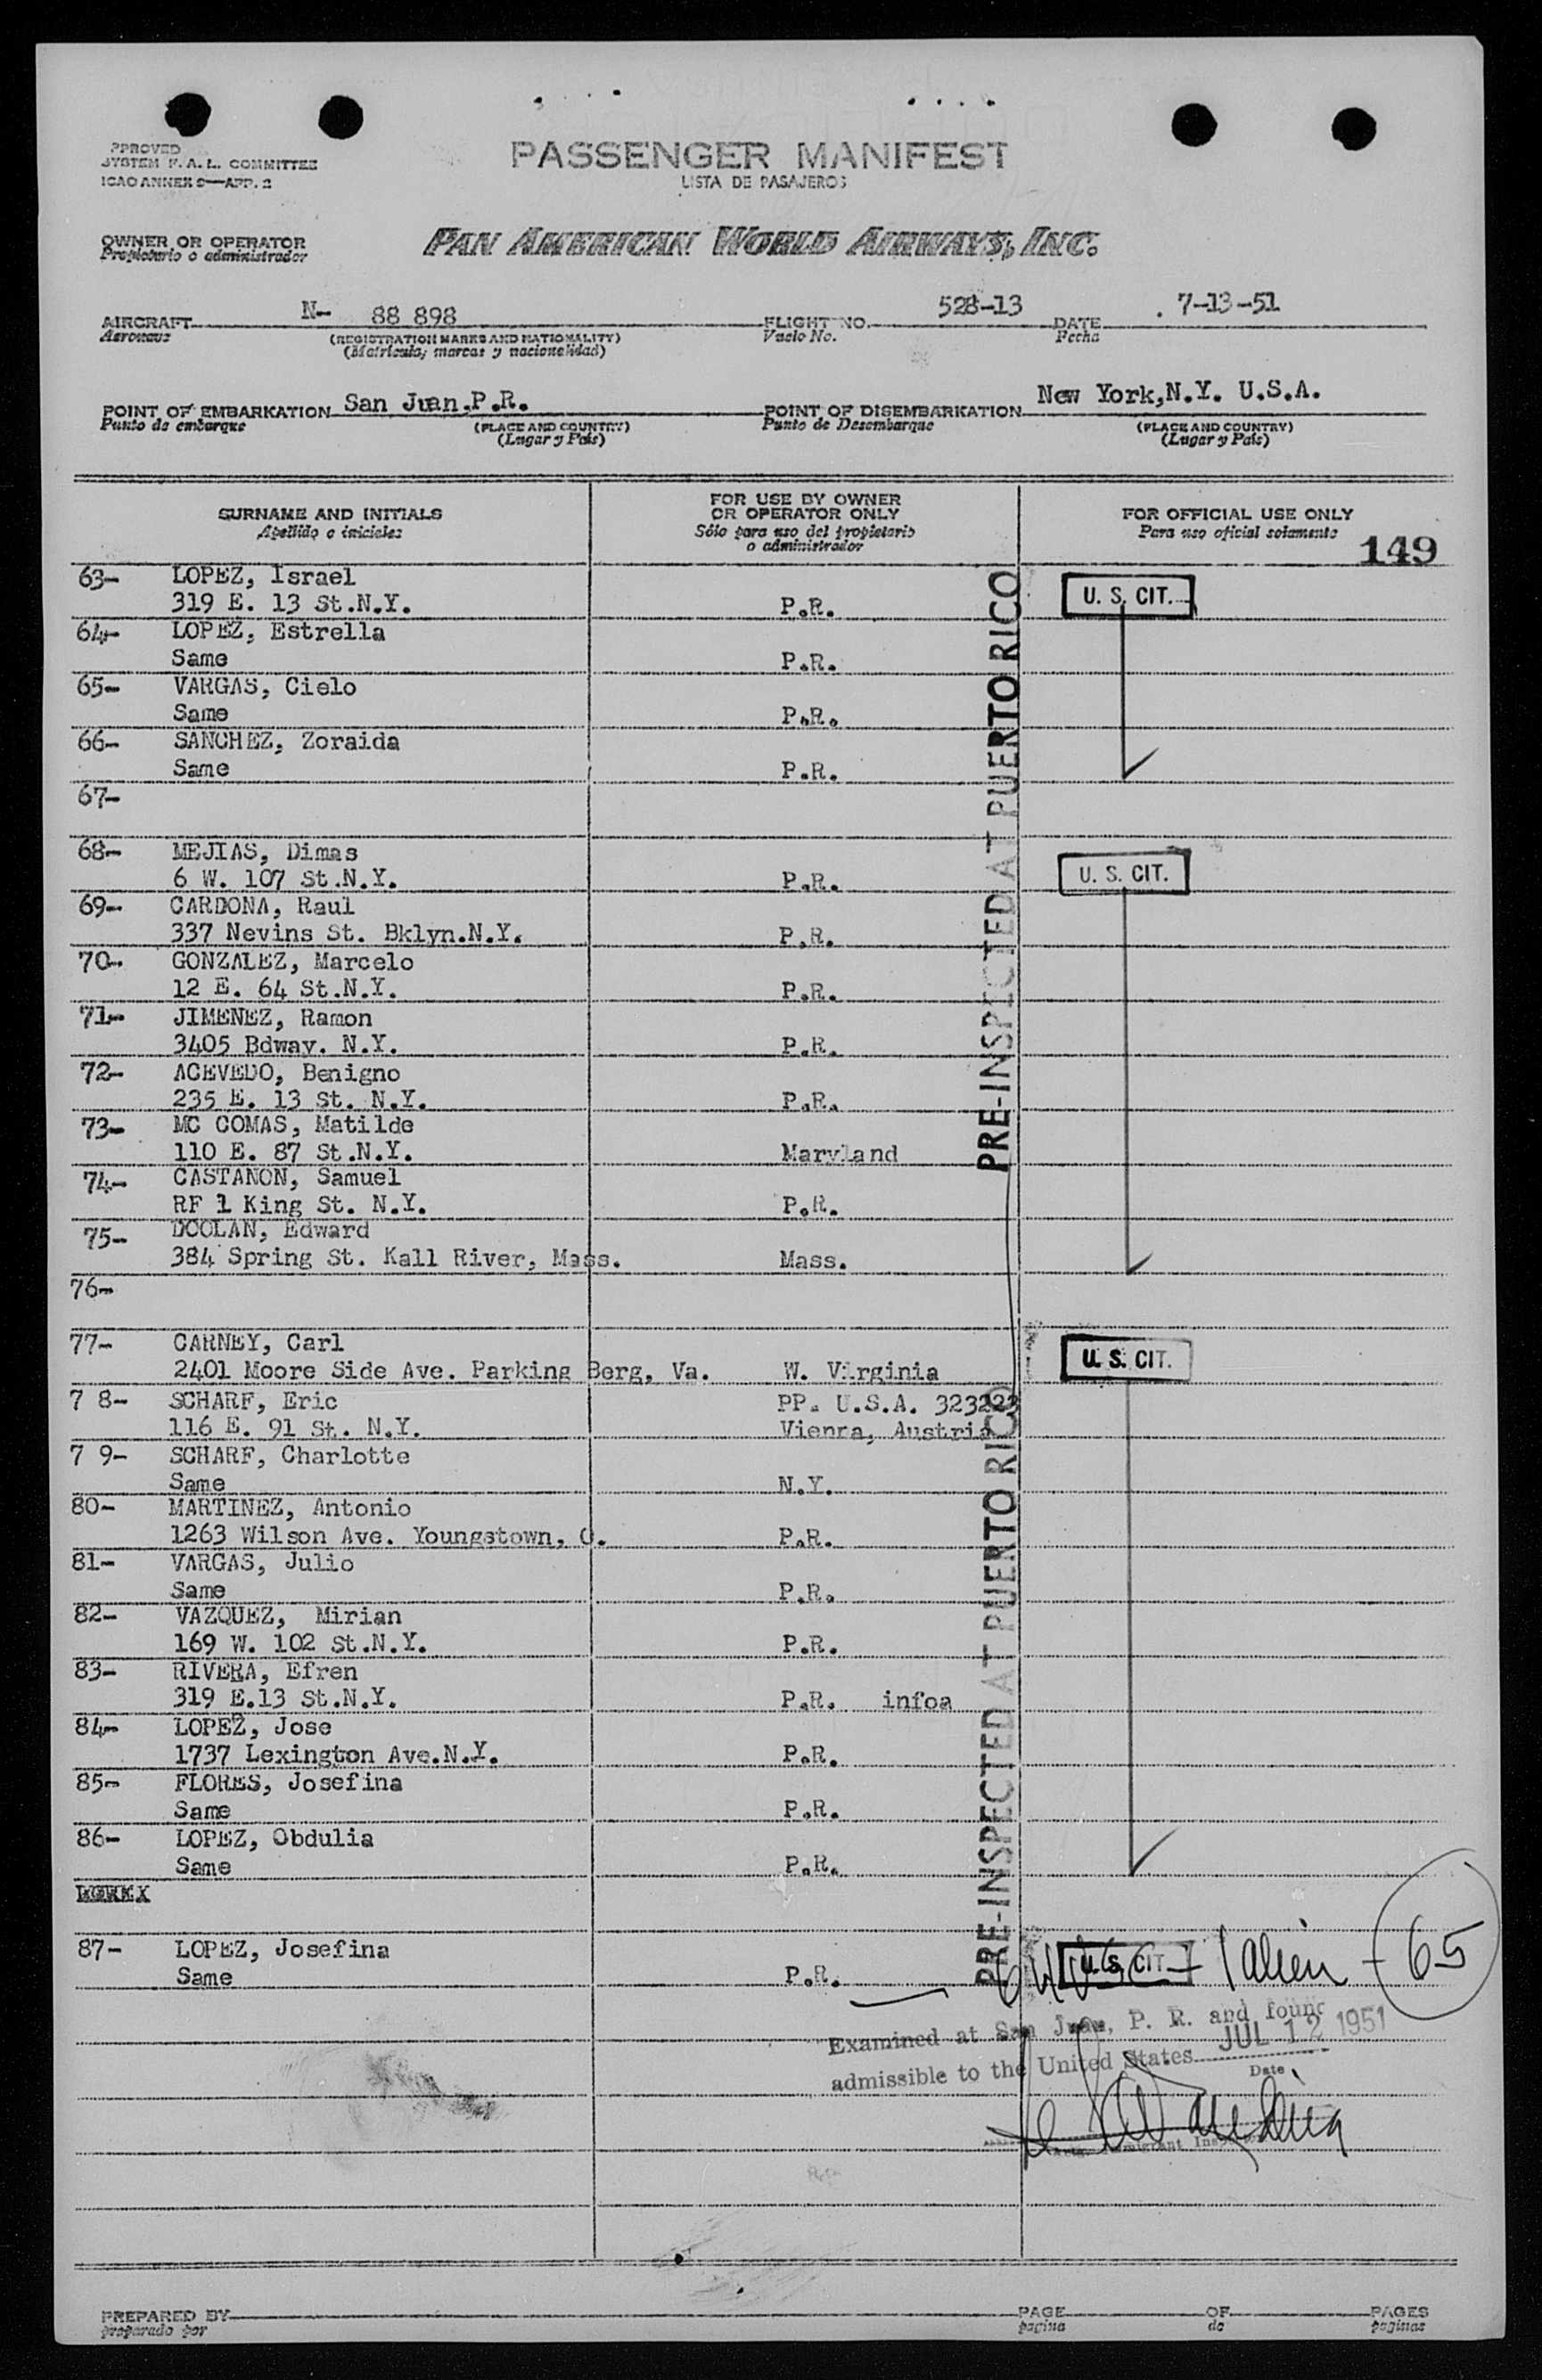 PPROVED
SYSTEM F. A. L. COMMITTEE
ICAO ANNEX 9—APP. 2
PASSENGER MANIFEST
LISTA DE PASAJEROS
OWNER OR OPERATOR
Propietario o administrador
PAN AMERICAN WORLD AIRWAYS, INC.
AIRCRAFT N- 88 898
Aeronave
(REGISTRATION MARKS AND NATIONALITY)
(Matricula, marcas y nacionalidad)
FLIGHT NO. 528-13
Vuelo No.
DATE 7-13-51
Fecha
POINT OF EMBARKATION San Juan.P.R.
Punto de embarque
(PLACE AND COUNTRY)
(Lugar y País)
POINT OF DISEMBARKATION New York,N.Y. U.S.A.
Punto de Desembarque
(PLACE AND COUNTRY)
(Lugar y País)
SURNAME AND INITIALS
Apellido o iniciales
FOR USE BY OWNER
OR OPERATOR ONLY
Sólo para uso del propietario
o administrador
FOR OFFICIAL USE ONLY
Para uso oficial solamente
149
63- LOPEZ, Israel
319 E. 13 St.N.Y. P.R. U. S. CIT.
64- LOPEZ, Estrella
Same P.R.
65- VARGAS, Cielo
Same P.R.
66- SANCHEZ, Zoraida
Same P.R.
67-
68- MEJIAS, Dimas
6 W. 107 St.N.Y. P.R. U. S. CIT.
69- CARDONA, Raul
337 Nevins St. Bklyn.N.Y. P.R.
70- GONZALEZ, Marcelo
12 E. 64 St.N.Y. P.R.
71- JIMENEZ, Ramon
3405 Bdway. N.Y. P.R.
72- ACEVEDO, Benigno
235 E. 13 St. N.Y. P.R.
73- MC COMAS, Matilde
110 E. 87 St.N.Y. Maryland
74- CASTANON, Samuel
RF 1 King St. N.Y. P.R.
75- DOOLAN, Edward
384 Spring St. Kall River, Mass. Mass.
76-
PRE-INSPECTED AT PUERTO RICO
77- CARNEY, Carl
2401 Moore Side Ave. Parking Berg, Va. W. Virginia U. S. CIT.
7 8- SCHARF, Eric PP. U.S.A. 323223
116 E. 91 St. N.Y. Vienna, Austria
7 9- SCHARF, Charlotte
Same N.Y.
80- MARTINEZ, Antonio
1263 Wilson Ave. Youngstown, O. P.R.
81- VARGAS, Julio
Same P.R.
82- VAZQUEZ, Mirian
169 W. 102 St.N.Y. P.R.
83- RIVERA, Efren
319 E.13 St.N.Y. P.R. infoa
84- LOPEZ, Jose
1737 Lexington Ave.N.Y. P.R.
85- FLORES, Josefina
Same P.R.
86- LOPEZ, Obdulia
Same P.R.
87- LOPEZ, Josefina
Same P.R. U. S. CIT
PRE-INSPECTED AT PUERTO RICO
1 alien - 65
Examined at San Juan, P. R. and found
admissible to the United States JUL 12 1951
Date
Immigrant
PREPARED BY
preparado por
PAGE OF PAGES
pagina de paginas